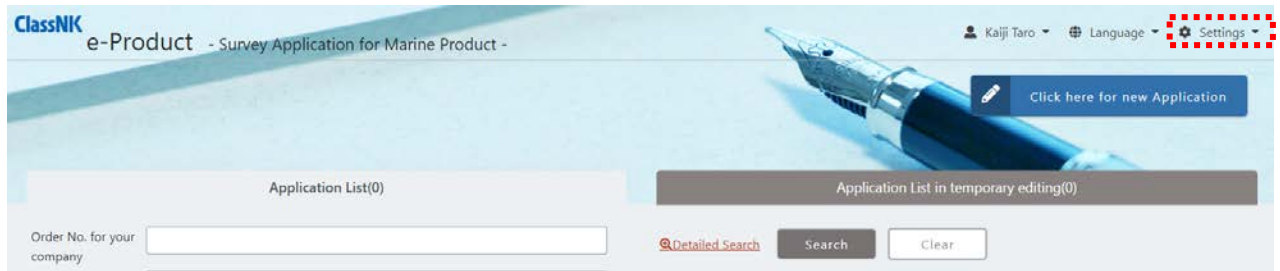 ClassNK
e-Product - Survey Application for Marine Product -
Kaiji Taro
Language
Settings
Click here for new Application
Application List(0)
Application List in temporary editing(0)
Order No. for your
company
Detailed Search
Search
Clear